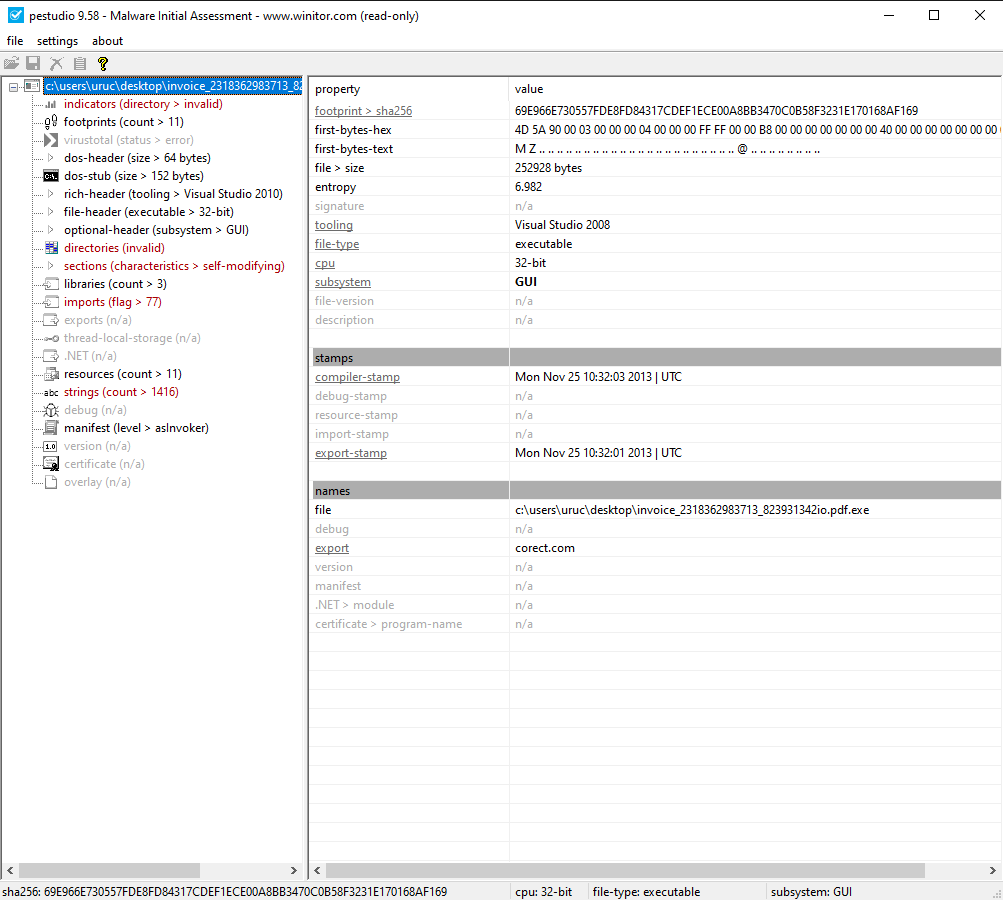 pestudio 9.58 - Malware Initial Assessment - www.winitor.com (read-only)
file settings about
c:\users\uruc\desktop\invoice_2318362983713_82
indicators (directory > invalid)
footprints (count > 11)
virustotal (status > error)
dos-header (size > 64 bytes)
dos-stub (size > 152 bytes)
rich-header (tooling > Visual Studio 2010)
file-header (executable > 32-bit)
optional-header (subsystem > GUI)
directories (invalid)
sections (characteristics > self-modifying)
libraries (count > 3)
imports (flag > 77)
exports (n/a)
thread-local-storage (n/a)
.NET (n/a)
resources (count > 11)
abc strings (count > 1416)
debug (n/a)
manifest (level > asInvoker)
1.0 version (n/a)
certificate (n/a)
overlay (n/a)
property value
footprint > sha256 69E966E730557FDE8FD84317CDEF1ECE00A8BB3470C0B58F3231E170168AF169
first-bytes-hex 4D 5A 90 00 03 00 00 00 04 00 00 00 FF FF 00 00 B8 00 00 00 00 00 00 00 40 00 00 00 00 00 00 00
first-bytes-text M Z .. .. .. .. .. .. .. .. .. .. .. .. .. .. .. .. .. .. .. .. .. .. @ .. .. .. .. .. .. .. ..
file > size 252928 bytes
entropy 6.982
signature n/a
tooling Visual Studio 2008
file-type executable
cpu 32-bit
subsystem GUI
file-version n/a
description n/a
stamps
compiler-stamp Mon Nov 25 10:32:03 2013 | UTC
debug-stamp n/a
resource-stamp n/a
import-stamp n/a
export-stamp Mon Nov 25 10:32:01 2013 | UTC
names
file c:\users\uruc\desktop\invoice_2318362983713_823931342io.pdf.exe
debug n/a
export corect.com
version n/a
manifest n/a
.NET > module n/a
certificate > program-name n/a
sha256: 69E966E730557FDE8FD84317CDEF1ECE00A8BB3470C0B58F3231E170168AF169 cpu: 32-bit file-type: executable subsystem: GUI